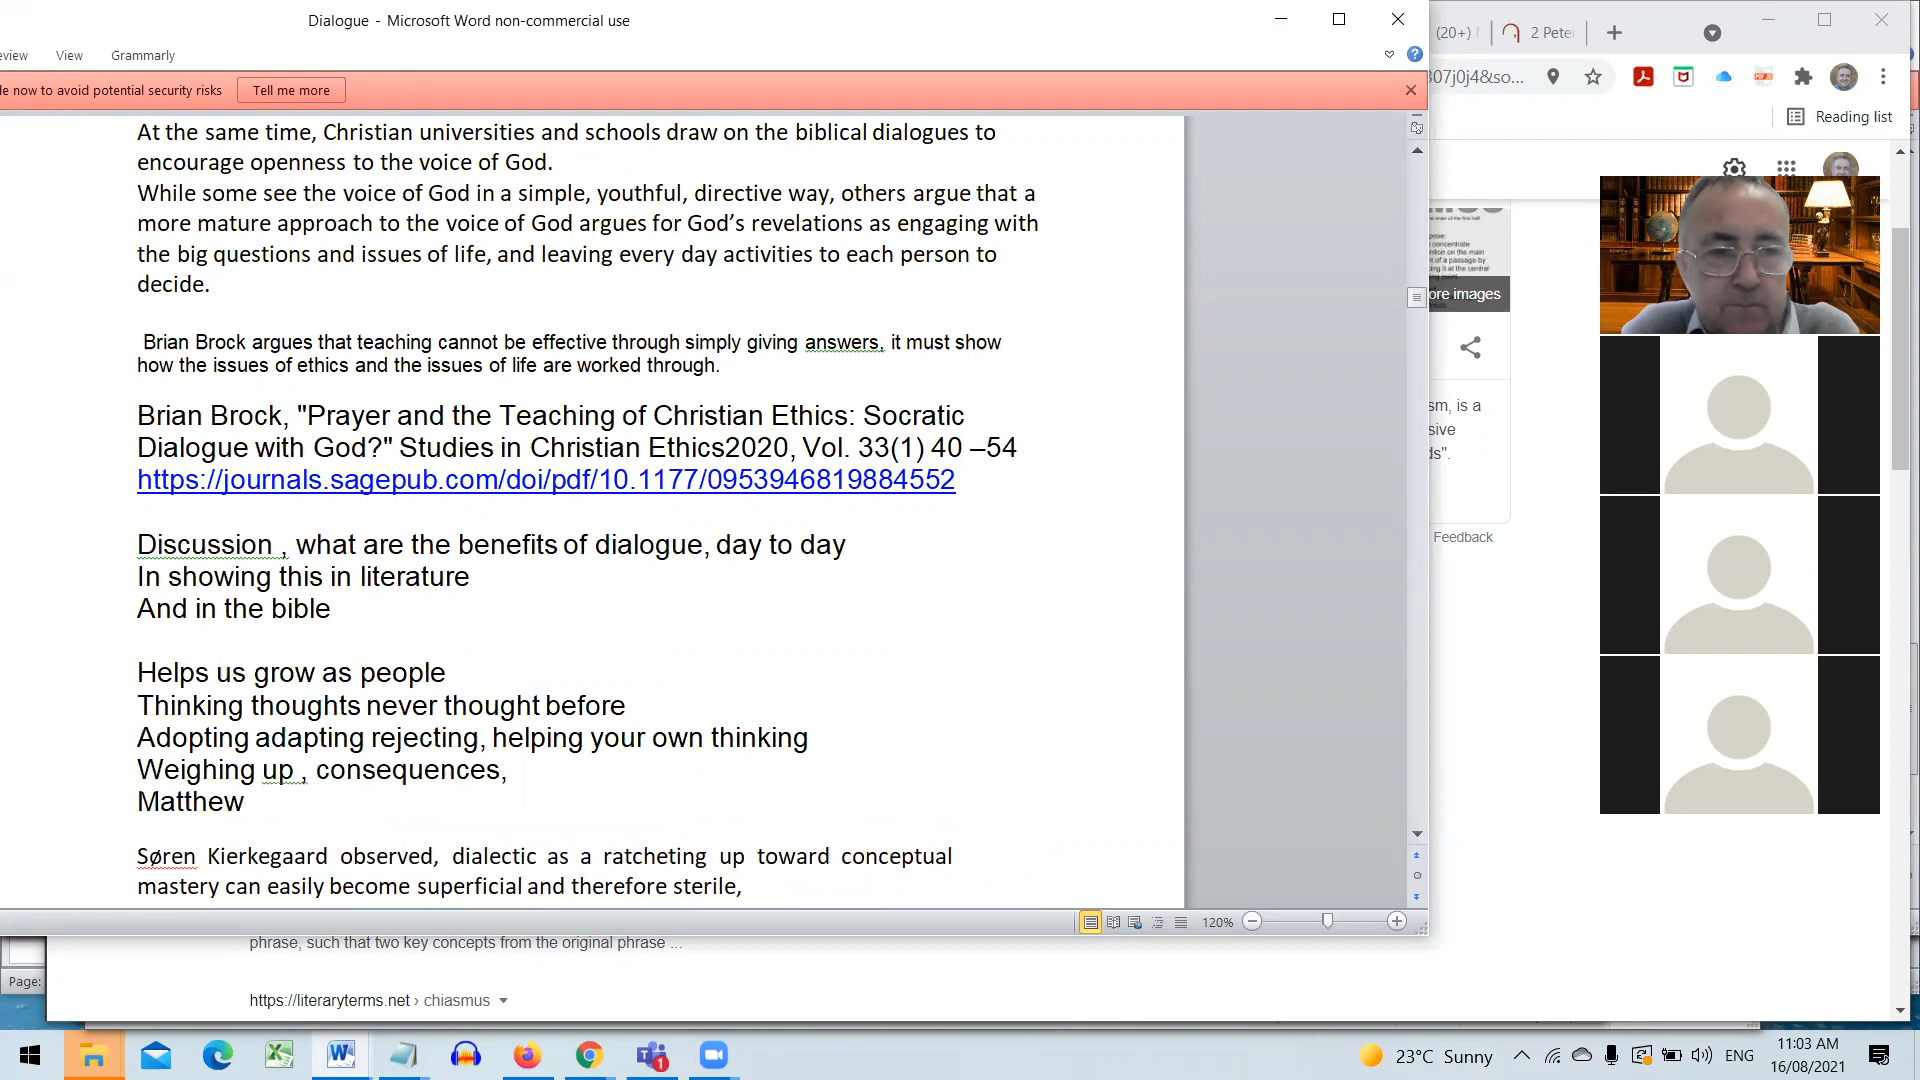 Dialogue - Microsoft Word non-commercial use
View
Grammarly
now to avoid potential security risks
Tell me more
At the same time, Christian universities and schools draw on the biblical dialogues to
encourage openness to the voice of God.
While some see the voice of God in a simple, youthful, directive way, others argue that a
more mature approach to the voice of God argues for God's revelations as engaging with
the big questions and issues of life, and leaving every day activities to each person to
decide.
Brian Brock argues that teaching cannot be effective through simply giving answers, it must show
how the issues of ethics and the issues of life are worked through.
Brian Brock, "Prayer and the Teaching of Christian Ethics: Socratic
Dialogue with God?" Studies in Christian Ethics2020, Vol. 33(1) 40 –54
https://journals.sagepub.com/doi/pdf/10.1177/0953946819884552
Discussion , what are the benefits of dialogue, day to day
In showing this in literature
And in the bible
Helps us grow as people
Thinking thoughts never thought before
Adopting adapting rejecting, helping your own thinking
Weighing up , consequences,
Matthew
Søren Kierkegaard observed, dialectic as a ratcheting up toward conceptual
mastery can easily become superficial and therefore sterile,
120%
phrase, such that two key concepts from the original phrase ...
Page:
https://literaryterms.net › chiasmus
(20+)
2 Peter
307j0j4&so...
Reading list
images
sm, is a
sive
ds".
Feedback
23°C Sunny
ENG
11:03 AM
16/08/2021